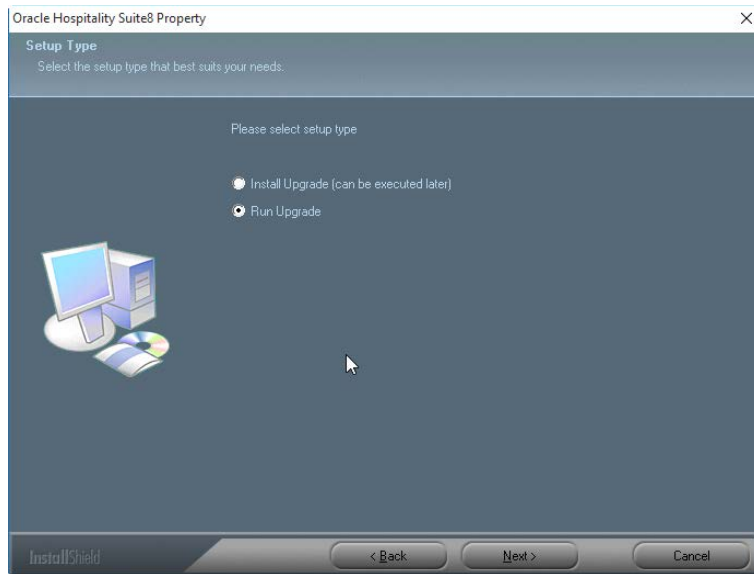 Oracle Hospitality Suite8 Property
Setup Type
Select the setup type that best suits your needs.
Please select setup type
Install Upgrade (can be executed later)
Run Upgrade
InstallShield
< Back
Next >
Cancel